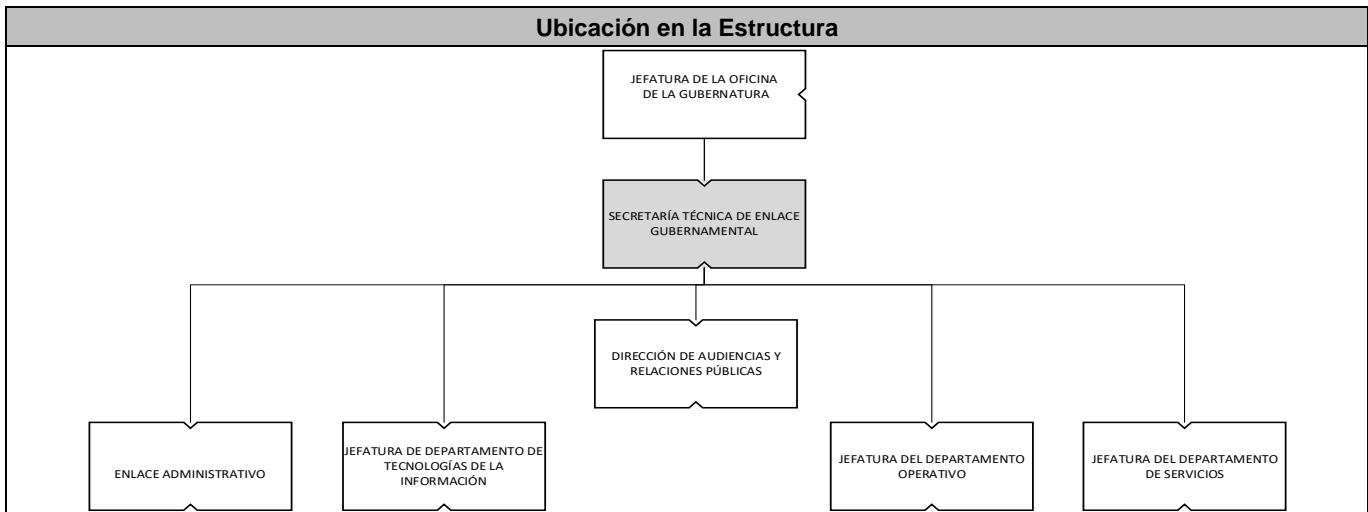 Ubicación en la Estructura
JEFATURA DE LA OFICINA
DE LA GUBERNATURA
SECRETARÍA TÉCNICA DE ENLACE
GUBERNAMENTAL
DIRECCIÓN DE AUDIENCIAS Y
RELACIONES PÚBLICAS
ENLACE ADMINISTRATIVO
JEFATURA DE DEPARTAMENTO DE
TECNOLOGÍAS DE LA
INFORMACIÓN
JEFATURA DEL DEPARTAMENTO
OPERATIVO
JEFATURA DEL DEPARTAMENTO
DE SERVICIOS